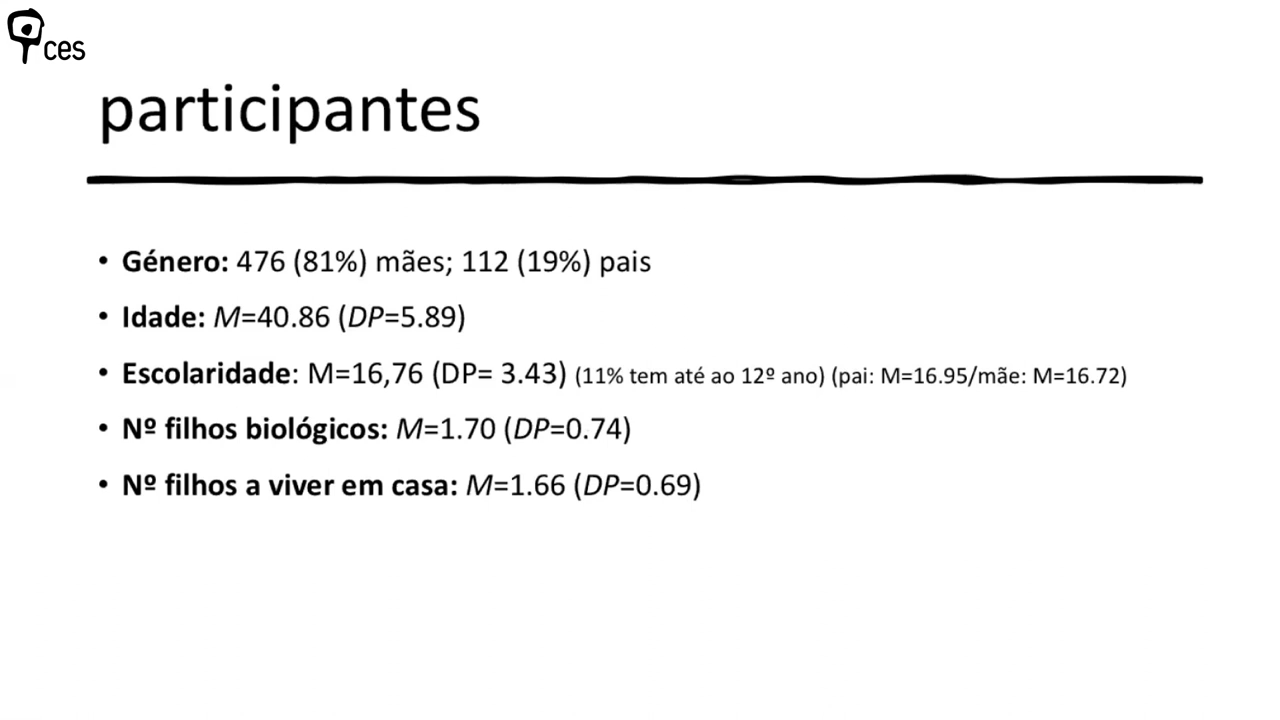 ces
participantes
• Género: 476 (81%) mães; 112 (19%) pais
• Idade: M=40.86 (DP=5.89)
• Escolaridade: M=16,76 (DP= 3.43) (11% tem até ao 12º ano) (pai: M=16.95/mãe: M=16.72)
• Nº filhos biológicos: M=1.70 (DP=0.74)
• Nº filhos a viver em casa: M=1.66 (DP=0.69)